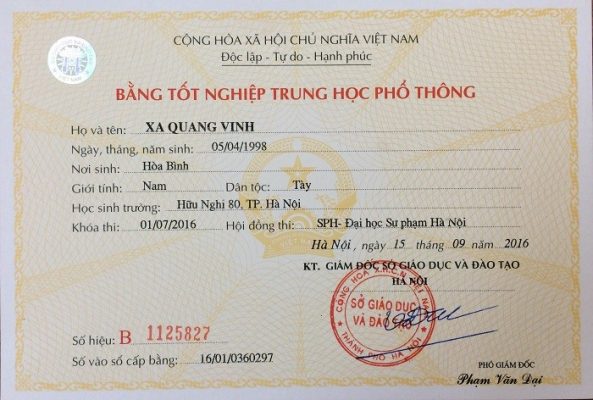 CỘNG HÒA XÃ HỘI CHỦ NGHĨA VIỆT NAM
Độc lập - Tự do - Hạnh phúc
BẰNG TỐT NGHIỆP TRUNG HỌC PHỔ THÔNG
Họ và tên: XA QUANG VINH
Ngày, tháng, năm sinh: 05/04/1998
Nơi sinh: Hòa Bình
Giới tính: Nam Dân tộc: Tày
Học sinh trường: Hữu Nghị 80, TP. Hà Nội
Khóa thi: 01/07/2016 Hội đồng thi: SPH- Đại học Sư phạm Hà Nội
Hà Nội, ngày 15 tháng 09 năm 2016
KT. GIÁM ĐỐC SỞ GIÁO DỤC VÀ ĐÀO TẠO
HÀ NỘI
CỘNG HÒA X.H.C.N VIỆT NAM
SỞ GIÁO DỤC
VÀ ĐÀO TẠO
THÀNH PHỐ HÀ NỘI
Số hiệu: B 1125827
Số vào sổ cấp bằng: 16/01/0360297
PHÓ GIÁM ĐỐC
Phạm Văn Đại